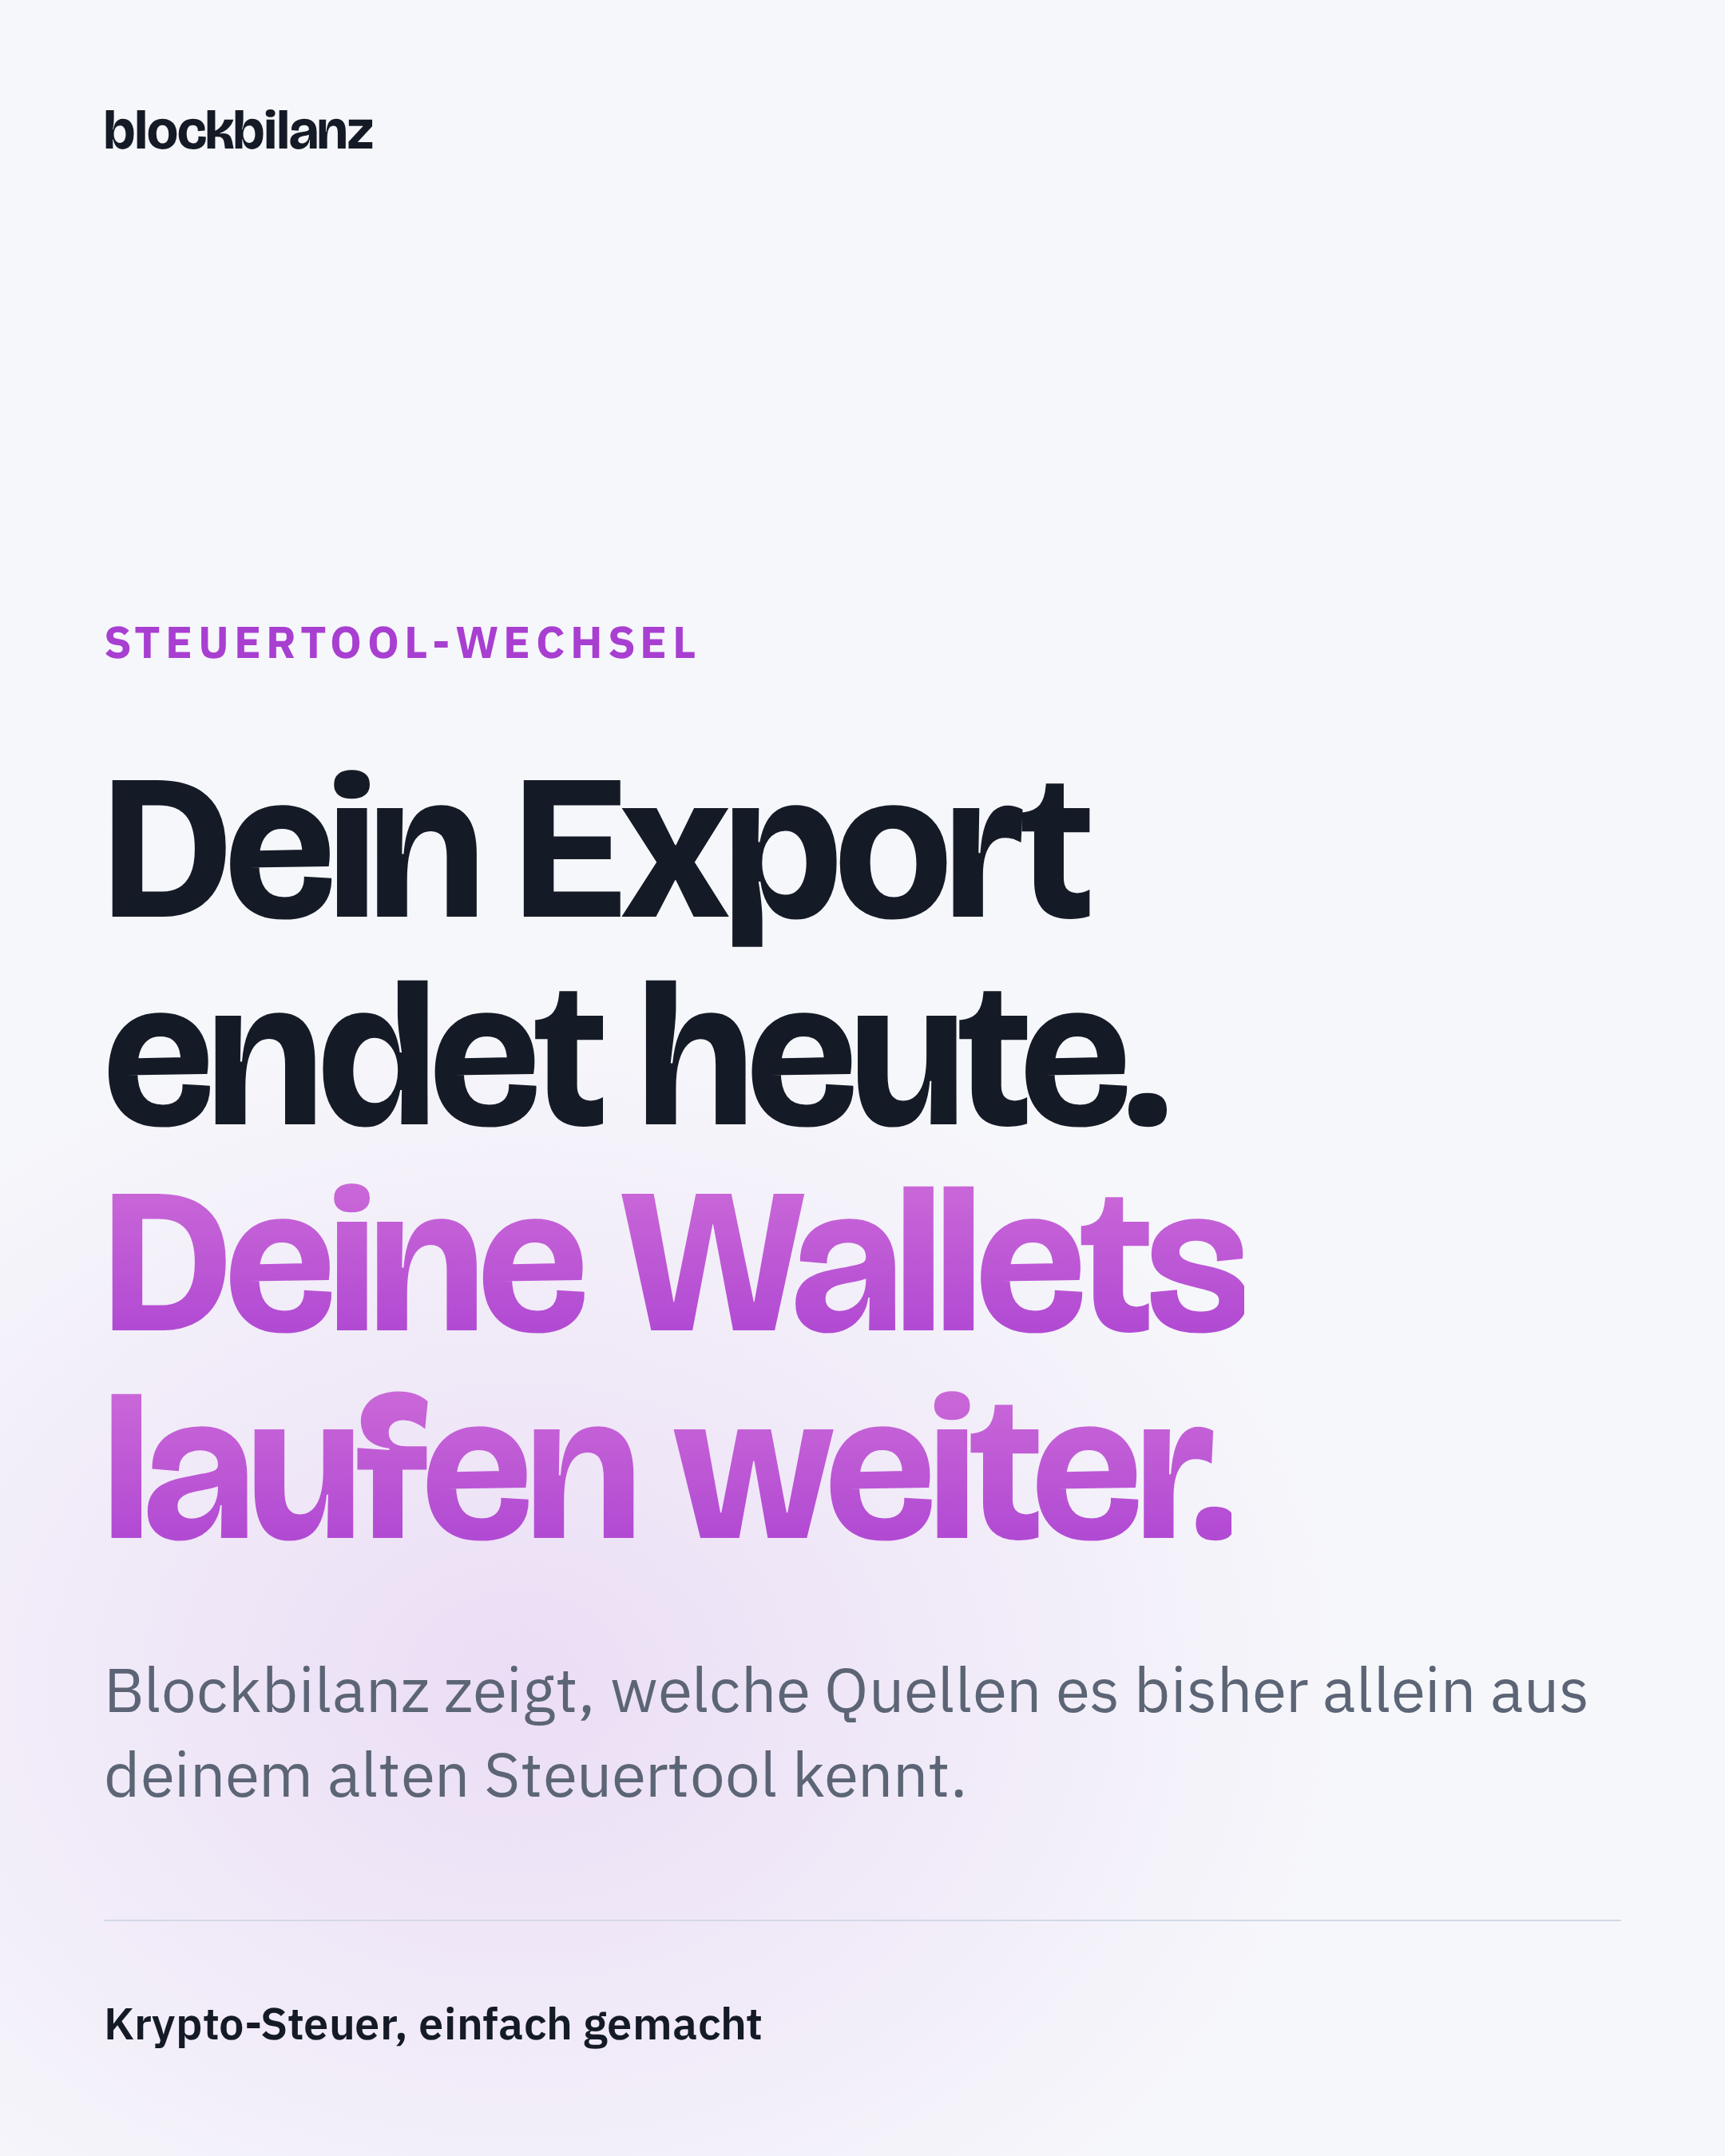 blockbilanz
STEUERTOOL-WECHSEL
Dein Export
endet heute.
Deine Wallets
laufen weiter.
Blockbilanz zeigt, welche Quellen es bisher allein aus
deinem alten Steuertool kennt.
Krypto-Steuer, einfach gemacht